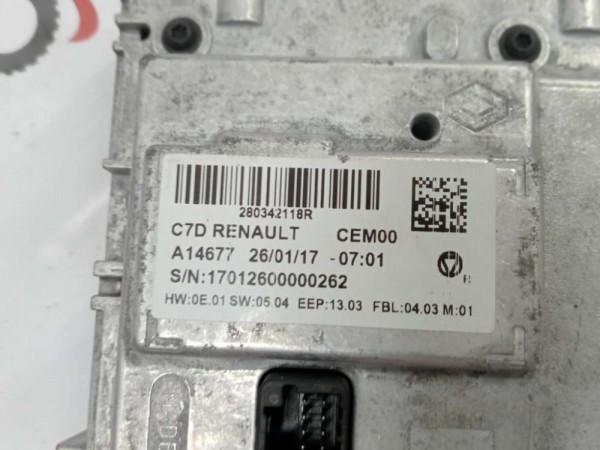 280342118R
C7D RENAULT CEM00
A14677 26/01/17 -07:01
S/N:17012600000262
HW:0E.01 SW:05.04 EEP:13.03 FBL:04.03 M:01